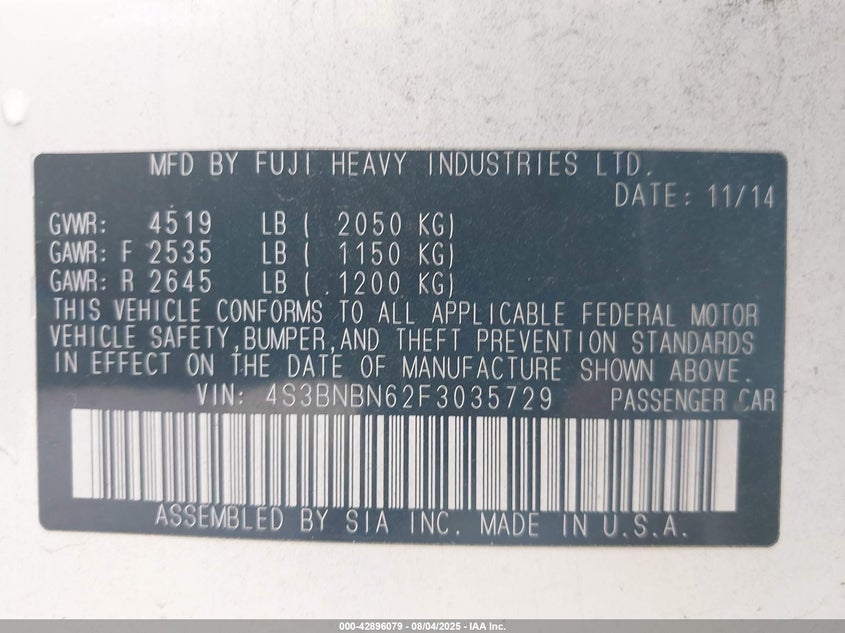 MFD BY FUJI HEAVY INDUSTRIES LTD.
DATE: 11/14
GVWR: 4519 LB ( 2050 KG)
GAWR: F 2535 LB ( 1150 KG)
GAWR: R 2645 LB ( 1200 KG)
THIS VEHICLE CONFORMS TO ALL APPLICABLE FEDERAL MOTOR
VEHICLE SAFETY,BUMPER,AND THEFT PREVENTION STANDARDS
IN EFFECT ON THE DATE OF MANUFACTURE SHOWN ABOVE.
VIN: 4S3BNBN62F3035729 PASSENGER CAR
ASSEMBLED BY SIA INC. MADE IN U.S.A.
000-42896079 - 08/04/2025 - IAA Inc.